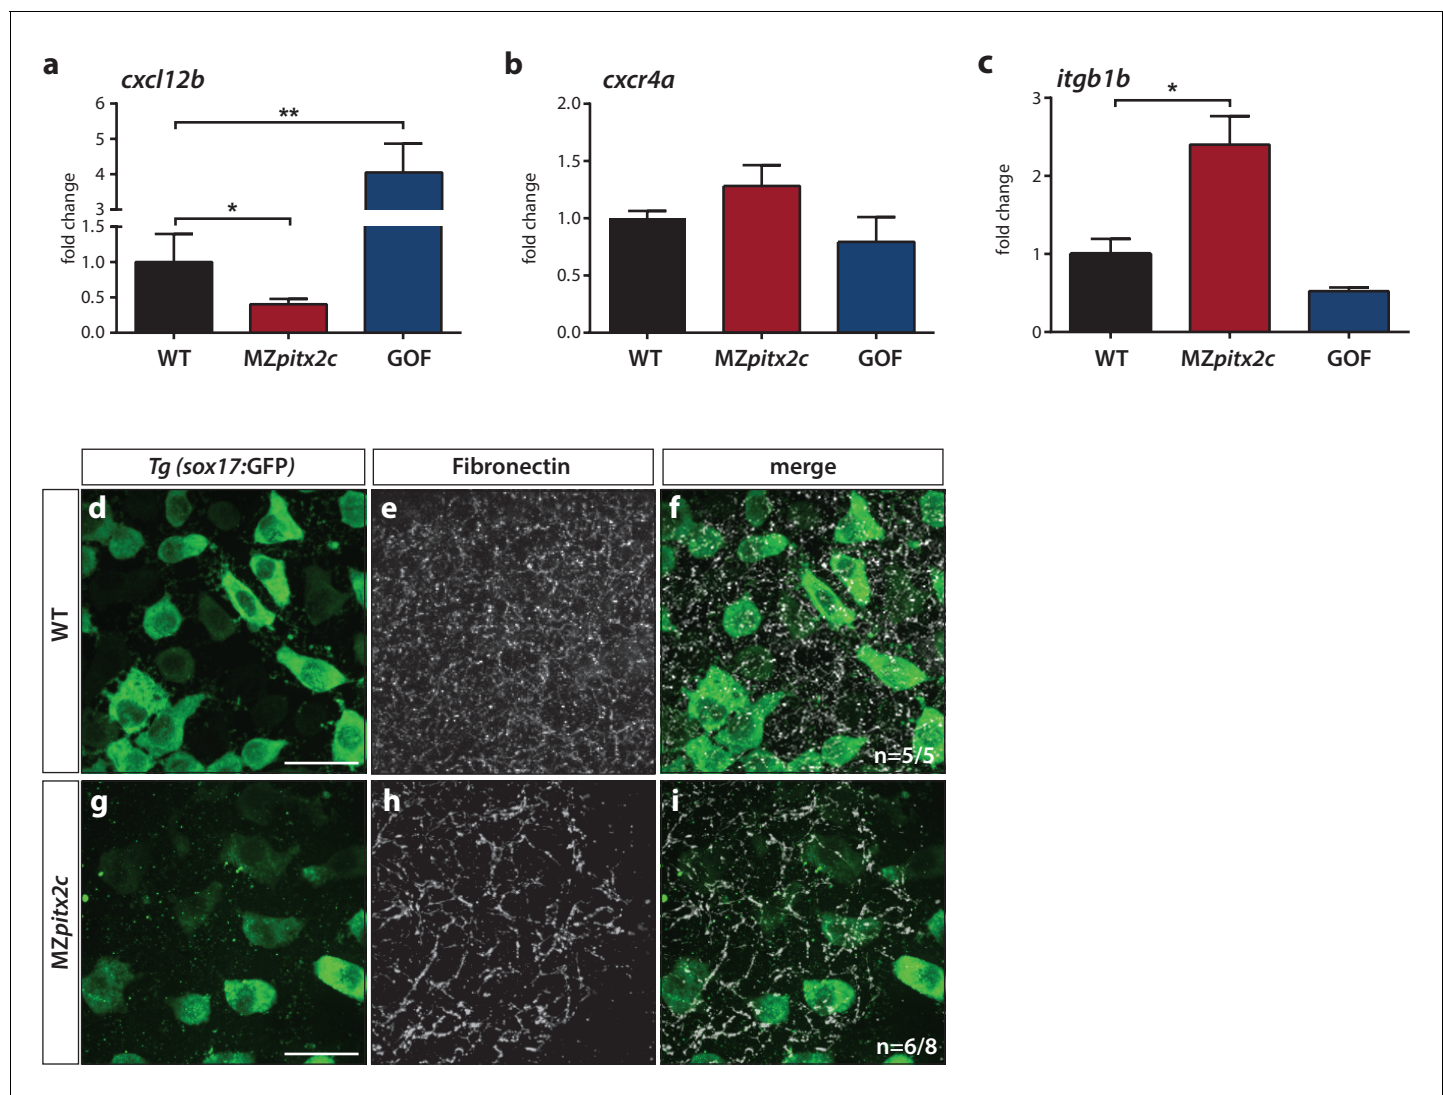 a
cxcl12b
fold change
6
5
4
3
1.5
1.0
0.5
0.0
**
*
WT
MZpitx2c
GOF
b
cxcr4a
fold change
2.0
1.5
1.0
0.5
0.0
WT
MZpitx2c
GOF
c
itgb1b
fold change
3
2
1
0
*
WT
MZpitx2c
GOF
Tg (sox17:GFP)
Fibronectin
merge
WT
d
e
f
n=5/5
MZpitx2c
g
h
i
n=6/8